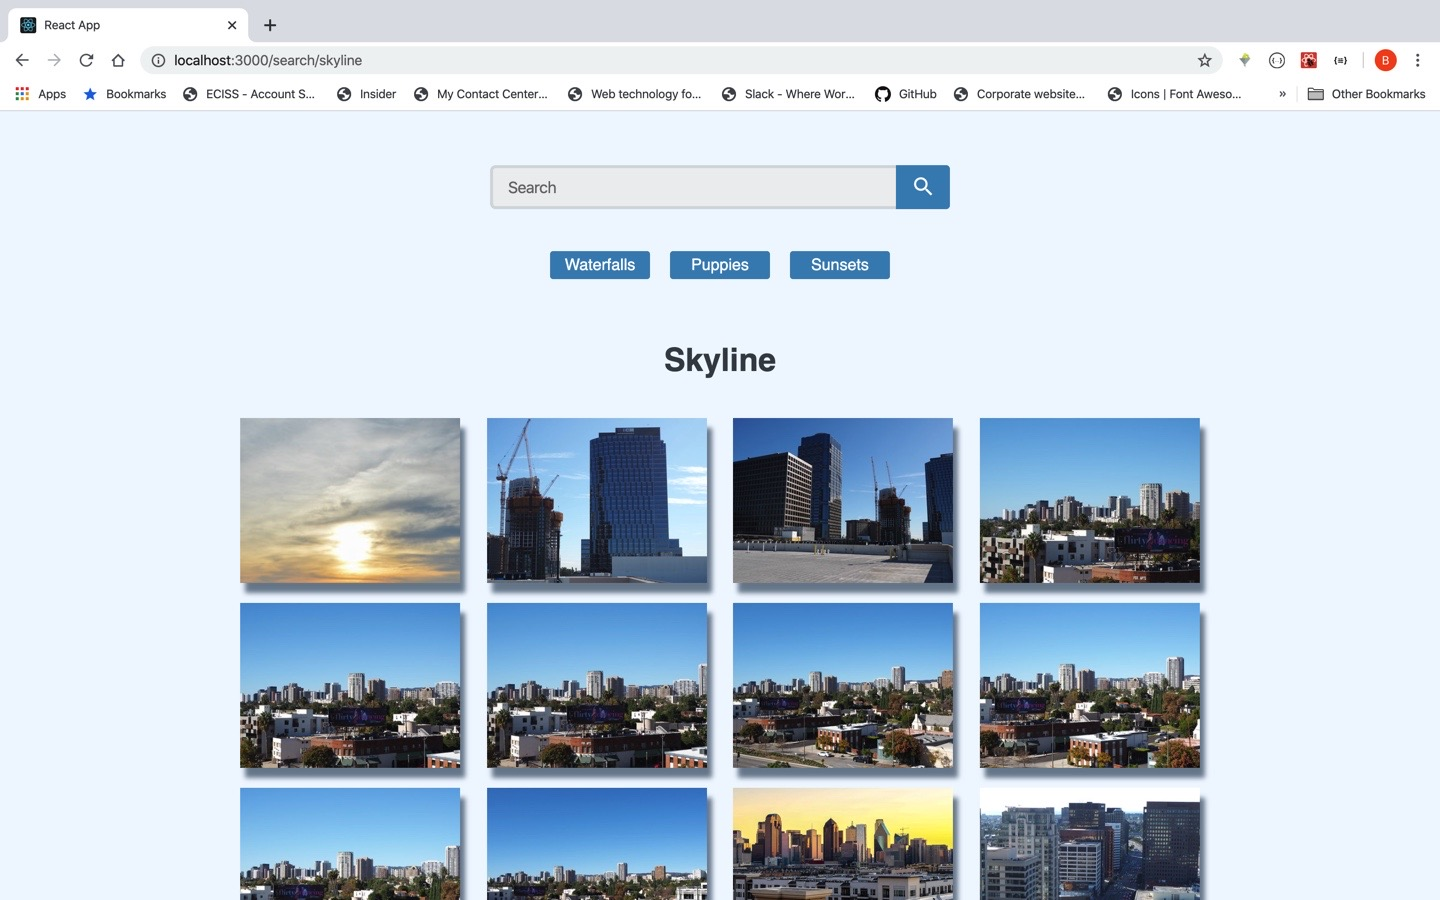 React App
localhost:3000/search/skyline
B
Apps
Bookmarks
ECISS - Account S...
Insider
My Contact Center...
Web technology fo...
Slack - Where Wor...
GitHub
Corporate website...
Icons | Font Aweso...
»
Other Bookmarks
Search
Waterfalls
Puppies
Sunsets
Skyline